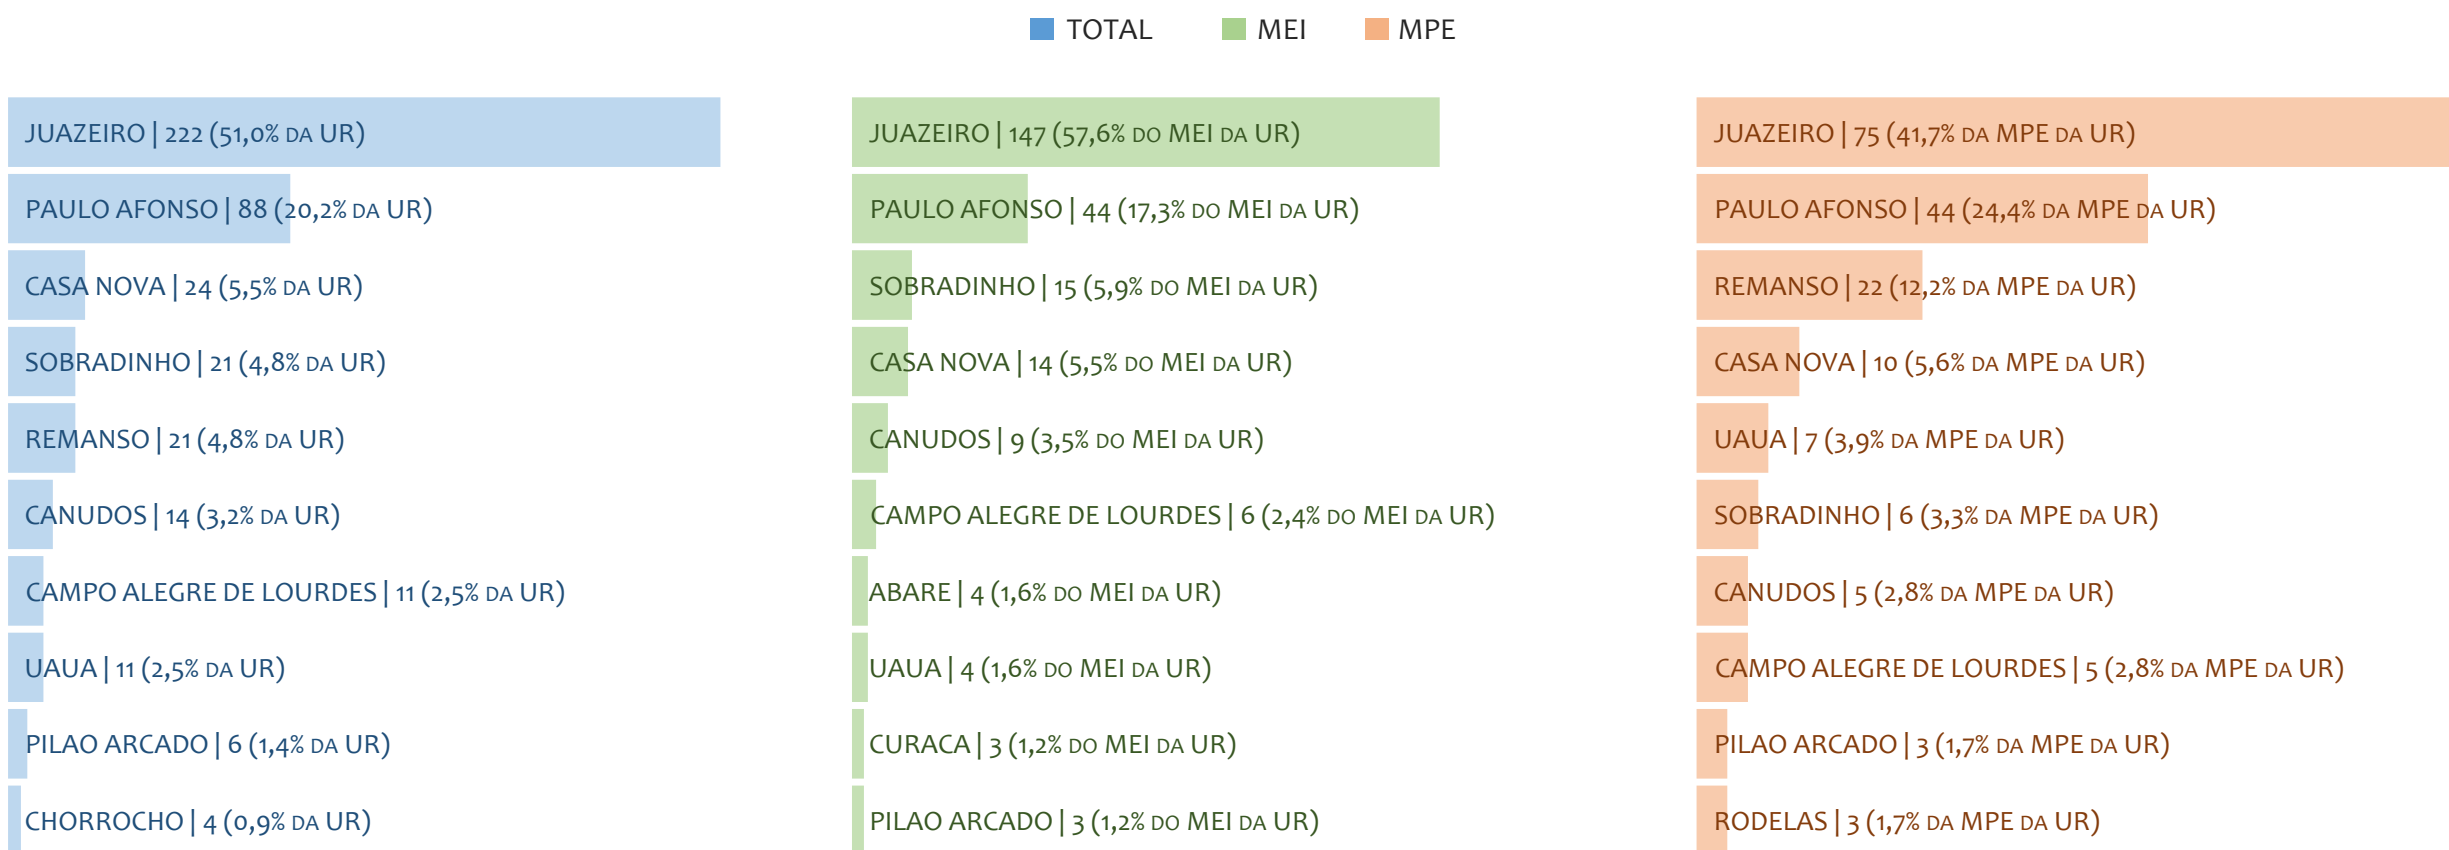 TOTAL MEI MPE
JUAZEIRO | 222 (51,0% DA UR)
PAULO AFONSO | 88 (20,2% DA UR)
CASA NOVA | 24 (5,5% DA UR)
SOBRADINHO | 21 (4,8% DA UR)
REMANSO | 21 (4,8% DA UR)
CANUDOS | 14 (3,2% DA UR)
CAMPO ALEGRE DE LOURDES | 11 (2,5% DA UR)
UAUA | 11 (2,5% DA UR)
PILAO ARCADO | 6 (1,4% DA UR)
CHORROCHO | 4 (0,9% DA UR)
JUAZEIRO | 147 (57,6% DO MEI DA UR)
PAULO AFONSO | 44 (17,3% DO MEI DA UR)
SOBRADINHO | 15 (5,9% DO MEI DA UR)
CASA NOVA | 14 (5,5% DO MEI DA UR)
CANUDOS | 9 (3,5% DO MEI DA UR)
CAMPO ALEGRE DE LOURDES | 6 (2,4% DO MEI DA UR)
ABARE | 4 (1,6% DO MEI DA UR)
UAUA | 4 (1,6% DO MEI DA UR)
CURACA | 3 (1,2% DO MEI DA UR)
PILAO ARCADO | 3 (1,2% DO MEI DA UR)
JUAZEIRO | 75 (41,7% DA MPE DA UR)
PAULO AFONSO | 44 (24,4% DA MPE DA UR)
REMANSO | 22 (12,2% DA MPE DA UR)
CASA NOVA | 10 (5,6% DA MPE DA UR)
UAUA | 7 (3,9% DA MPE DA UR)
SOBRADINHO | 6 (3,3% DA MPE DA UR)
CANUDOS | 5 (2,8% DA MPE DA UR)
CAMPO ALEGRE DE LOURDES | 5 (2,8% DA MPE DA UR)
PILAO ARCADO | 3 (1,7% DA MPE DA UR)
RODELAS | 3 (1,7% DA MPE DA UR)